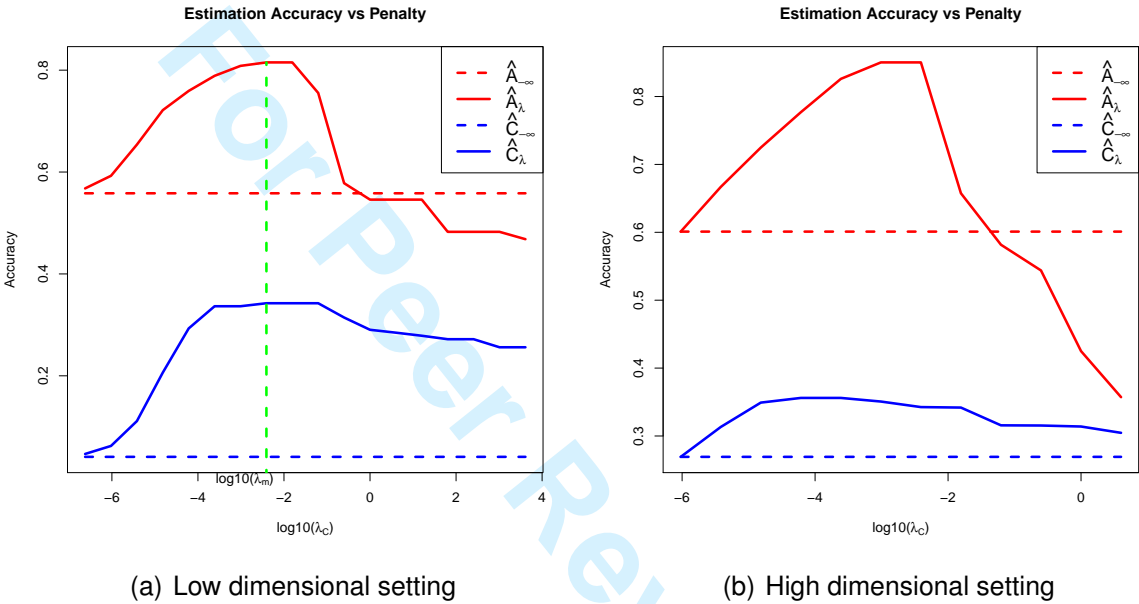 Estimation Accuracy vs Penalty
Accuracy
0.8
0.6
0.4
0.2
Â−∞
Âλ
Ĉ−∞
Ĉλ
log10(λm)
−6 −4 −2 0 2 4
log10(λC)
(a) Low dimensional setting
Estimation Accuracy vs Penalty
Accuracy
0.8
0.7
0.6
0.5
0.4
0.3
Â−∞
Âλ
Ĉ−∞
Ĉλ
−6 −4 −2 0
log10(λC)
(b) High dimensional setting
For Peer Rev